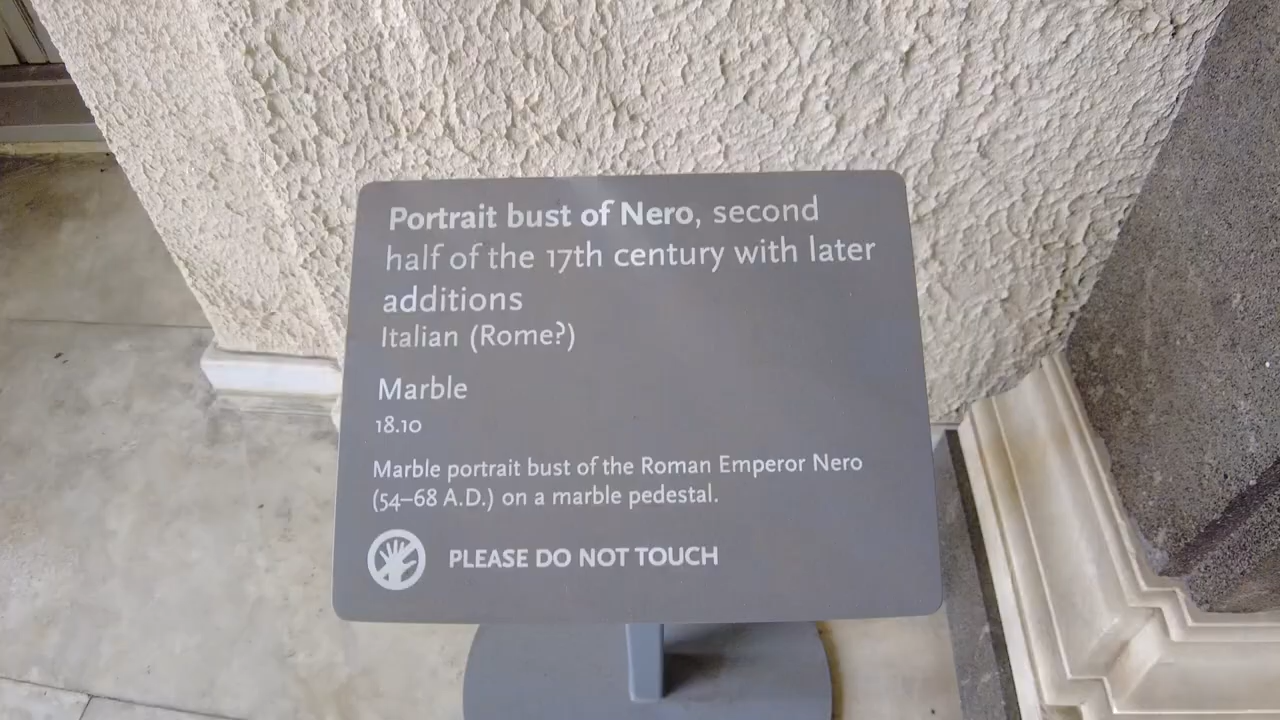 Portrait bust of Nero, second
half of the 17th century with later
additions
Italian (Rome?)
Marble
18.10
Marble portrait bust of the Roman Emperor Nero
(54–68 A.D.) on a marble pedestal.
PLEASE DO NOT TOUCH